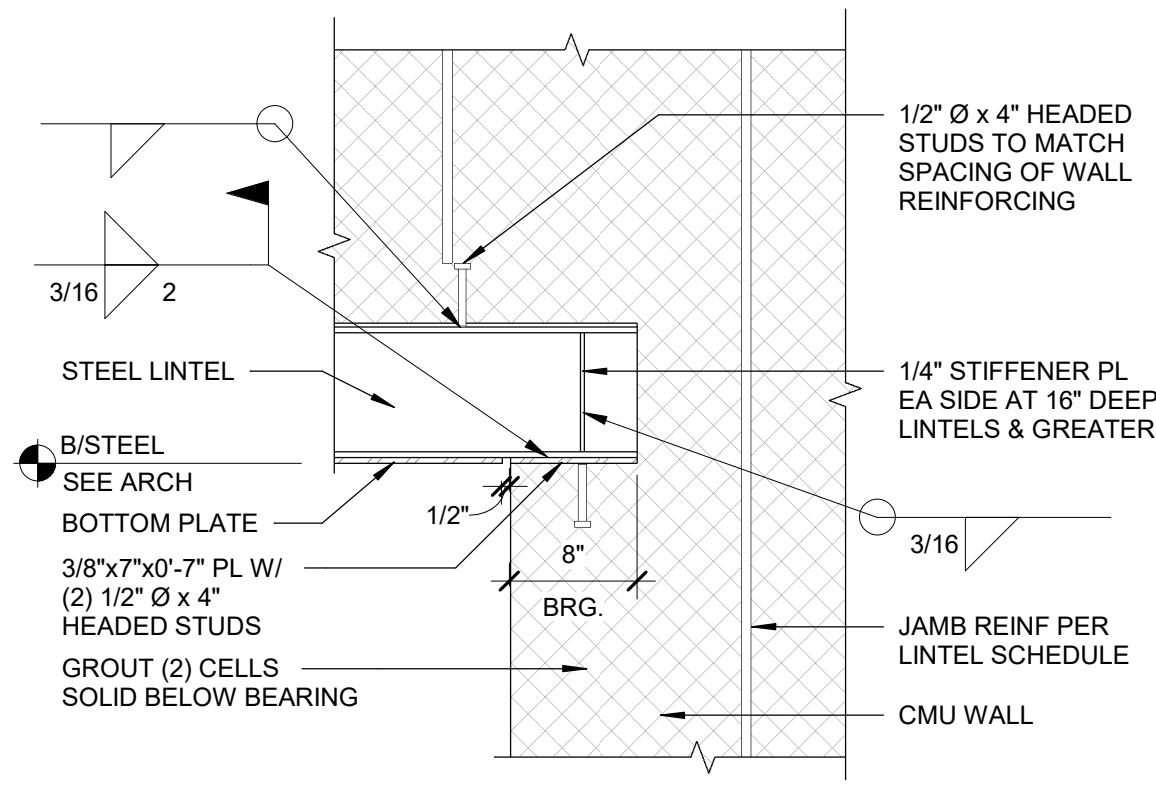 1/2" Ø x 4" HEADED
STUDS TO MATCH
SPACING OF WALL
REINFORCING
3/16
2
STEEL LINTEL
B/STEEL
SEE ARCH
BOTTOM PLATE
3/8"x7"x0'-7" PL W/
(2) 1/2" Ø x 4"
HEADED STUDS
GROUT (2) CELLS
SOLID BELOW BEARING
1/2"
8"
BRG.
1/4" STIFFENER PL
EA SIDE AT 16" DEEP
LINTELS & GREATER
3/16
JAMB REINF PER
LINTEL SCHEDULE
CMU WALL